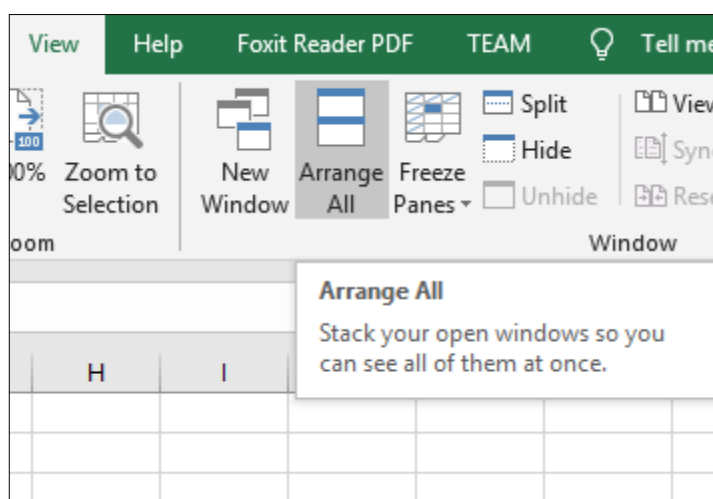 View Help Foxit Reader PDF TEAM Tell me
100
Zoom to
Selection
New
Window
Arrange
All
Freeze
Panes
Split
Hide
Unhide
View
Window
Arrange All
Stack your open windows so you
can see all of them at once.
H I